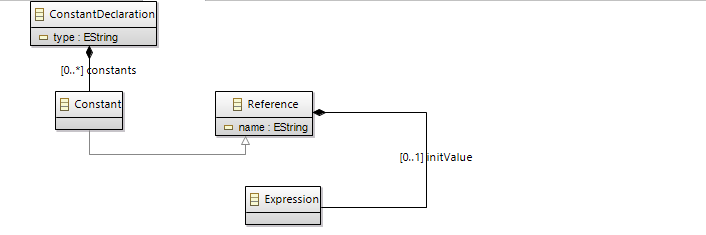 ConstantDeclaration
type : EString
[0..*] constants
Constant
Reference
name : EString
[0..1] initValue
Expression